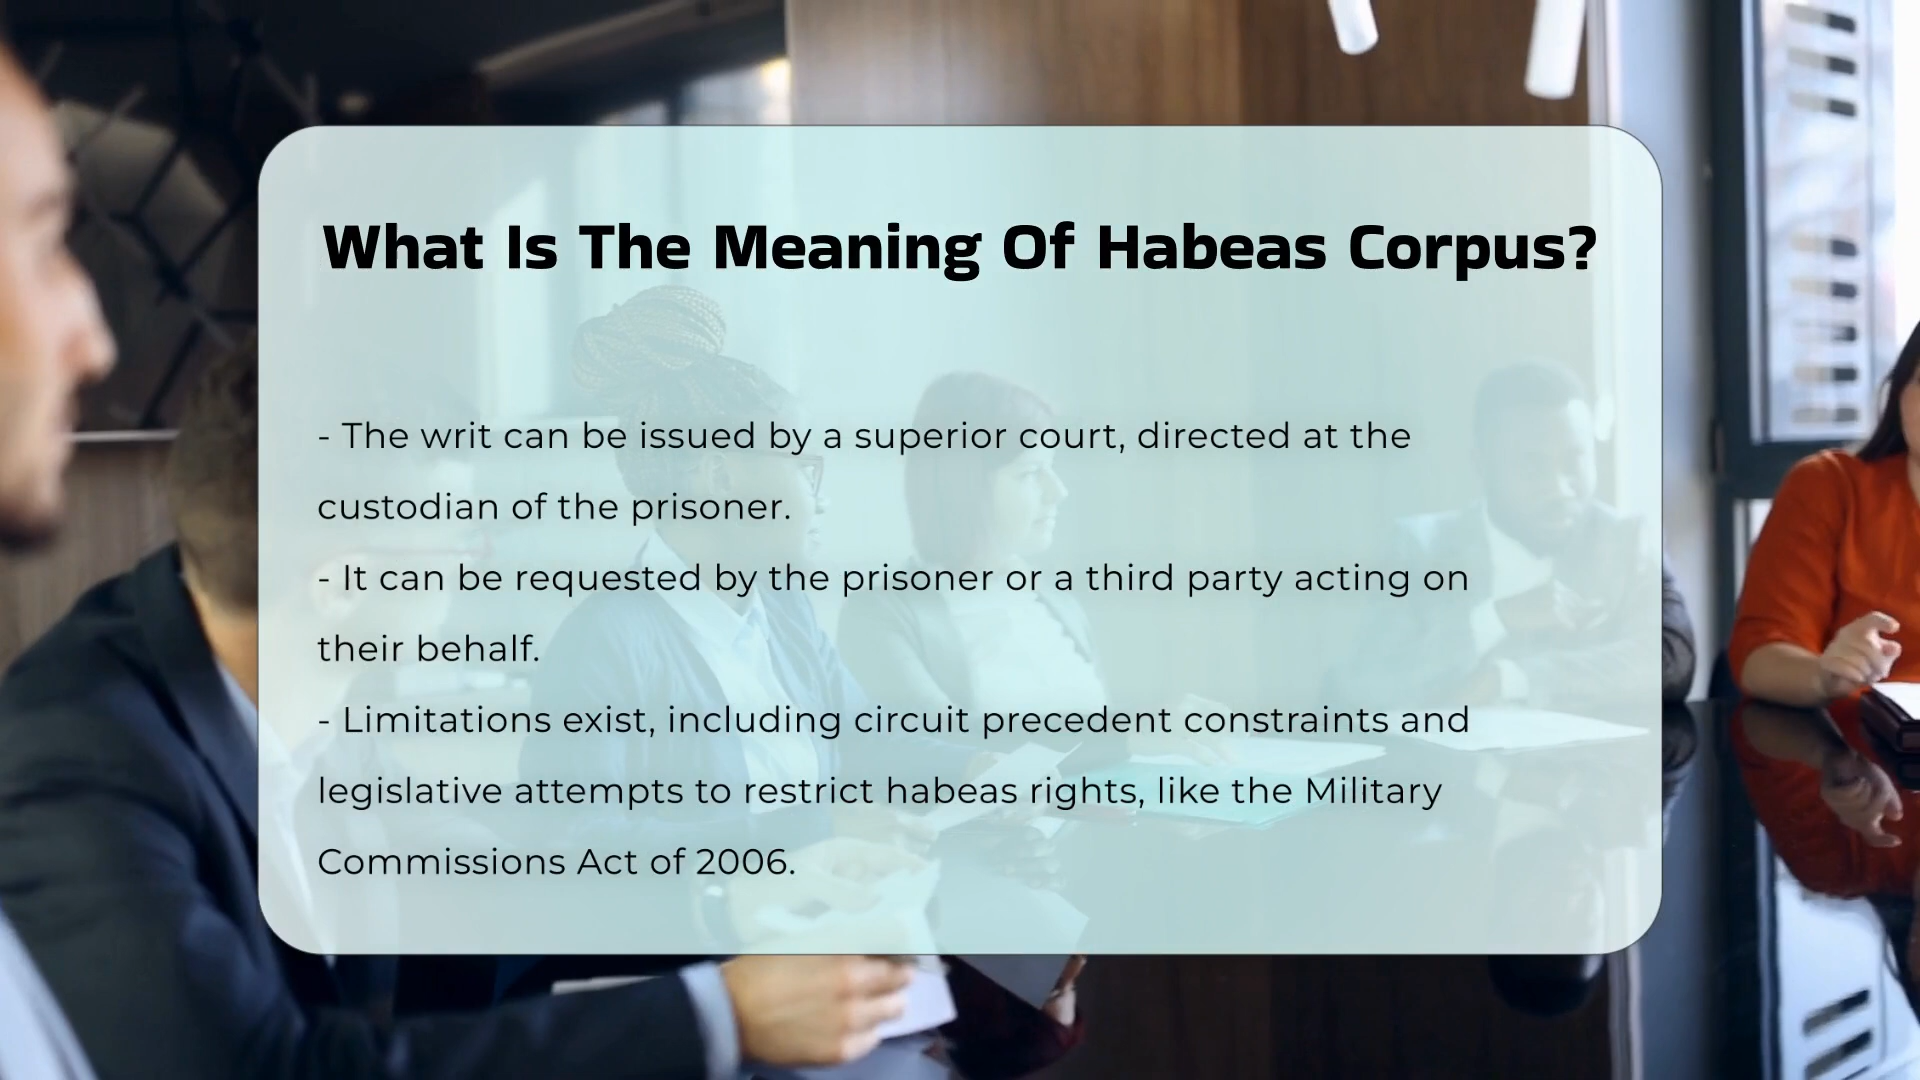 What Is The Meaning Of Habeas Corpus?
- The writ can be issued by a superior court, directed at the
custodian of the prisoner.
- It can be requested by the prisoner or a third party acting on
their behalf.
- Limitations exist, including circuit precedent constraints and
legislative attempts to restrict habeas rights, like the Military
Commissions Act of 2006.